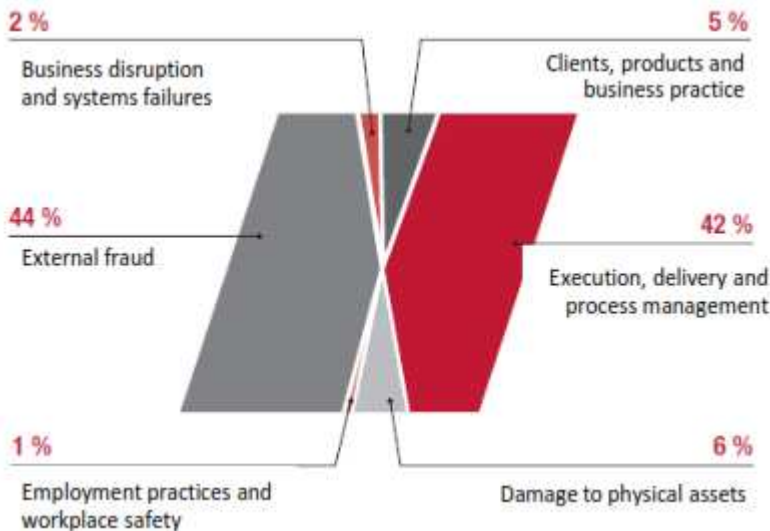 2 %
Business disruption
and systems failures
5 %
Clients, products and
business practice
44 %
External fraud
42 %
Execution, delivery and
process management
1 %
Employment practices and
workplace safety
6 %
Damage to physical assets